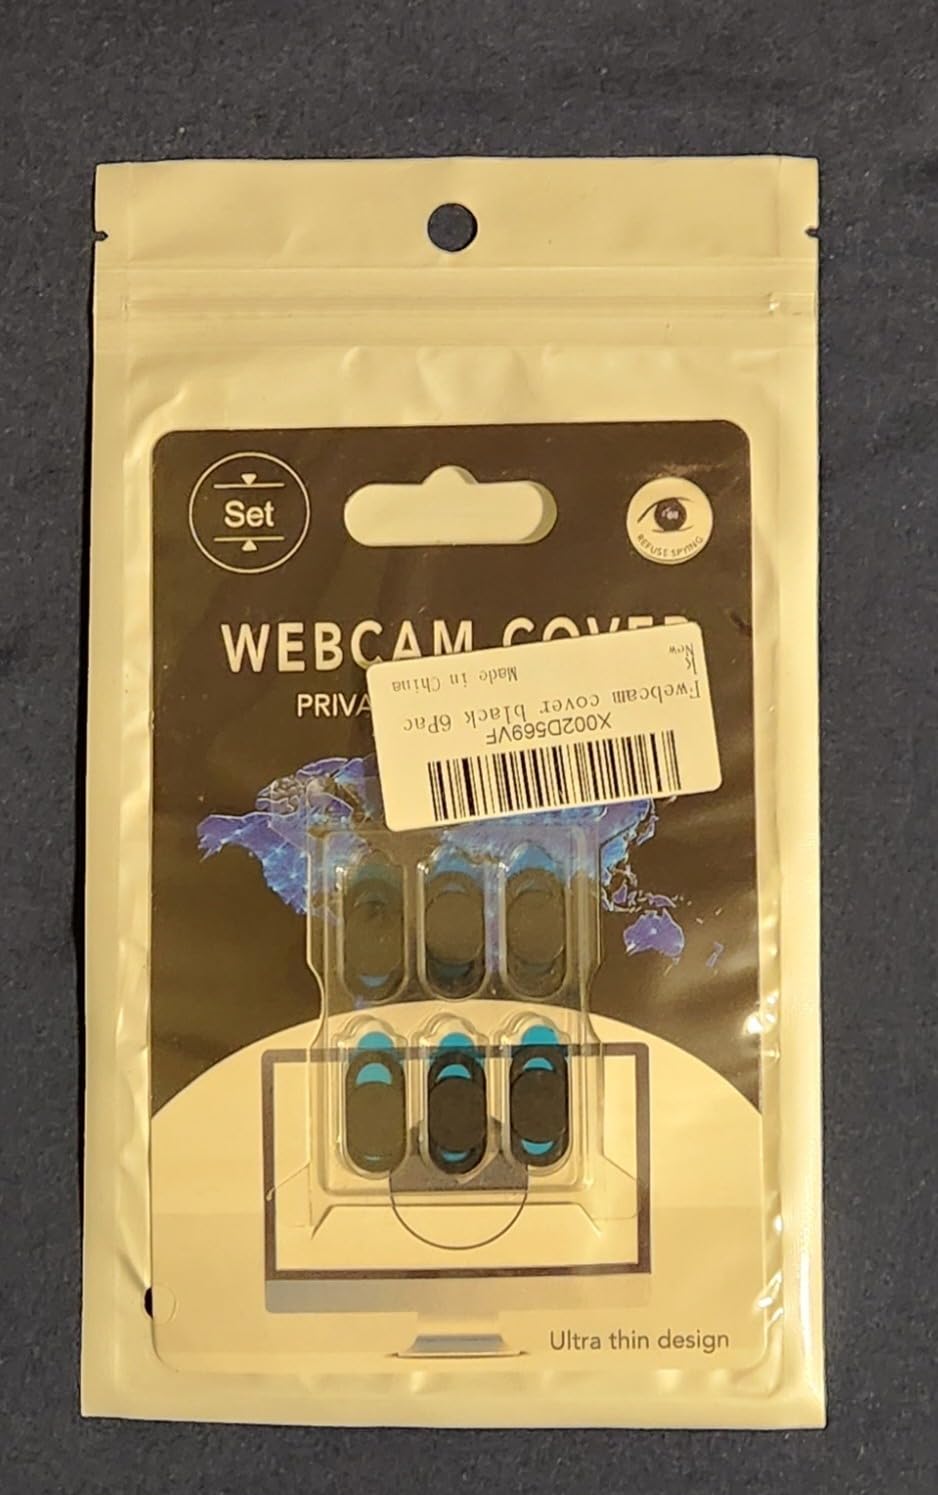 Set
REFUSE SPYING
WEBCAM COVER
PRIVA
X002D569VF
Fwebcam cover black 6Pac
k
New
Made in China
Ultra thin design